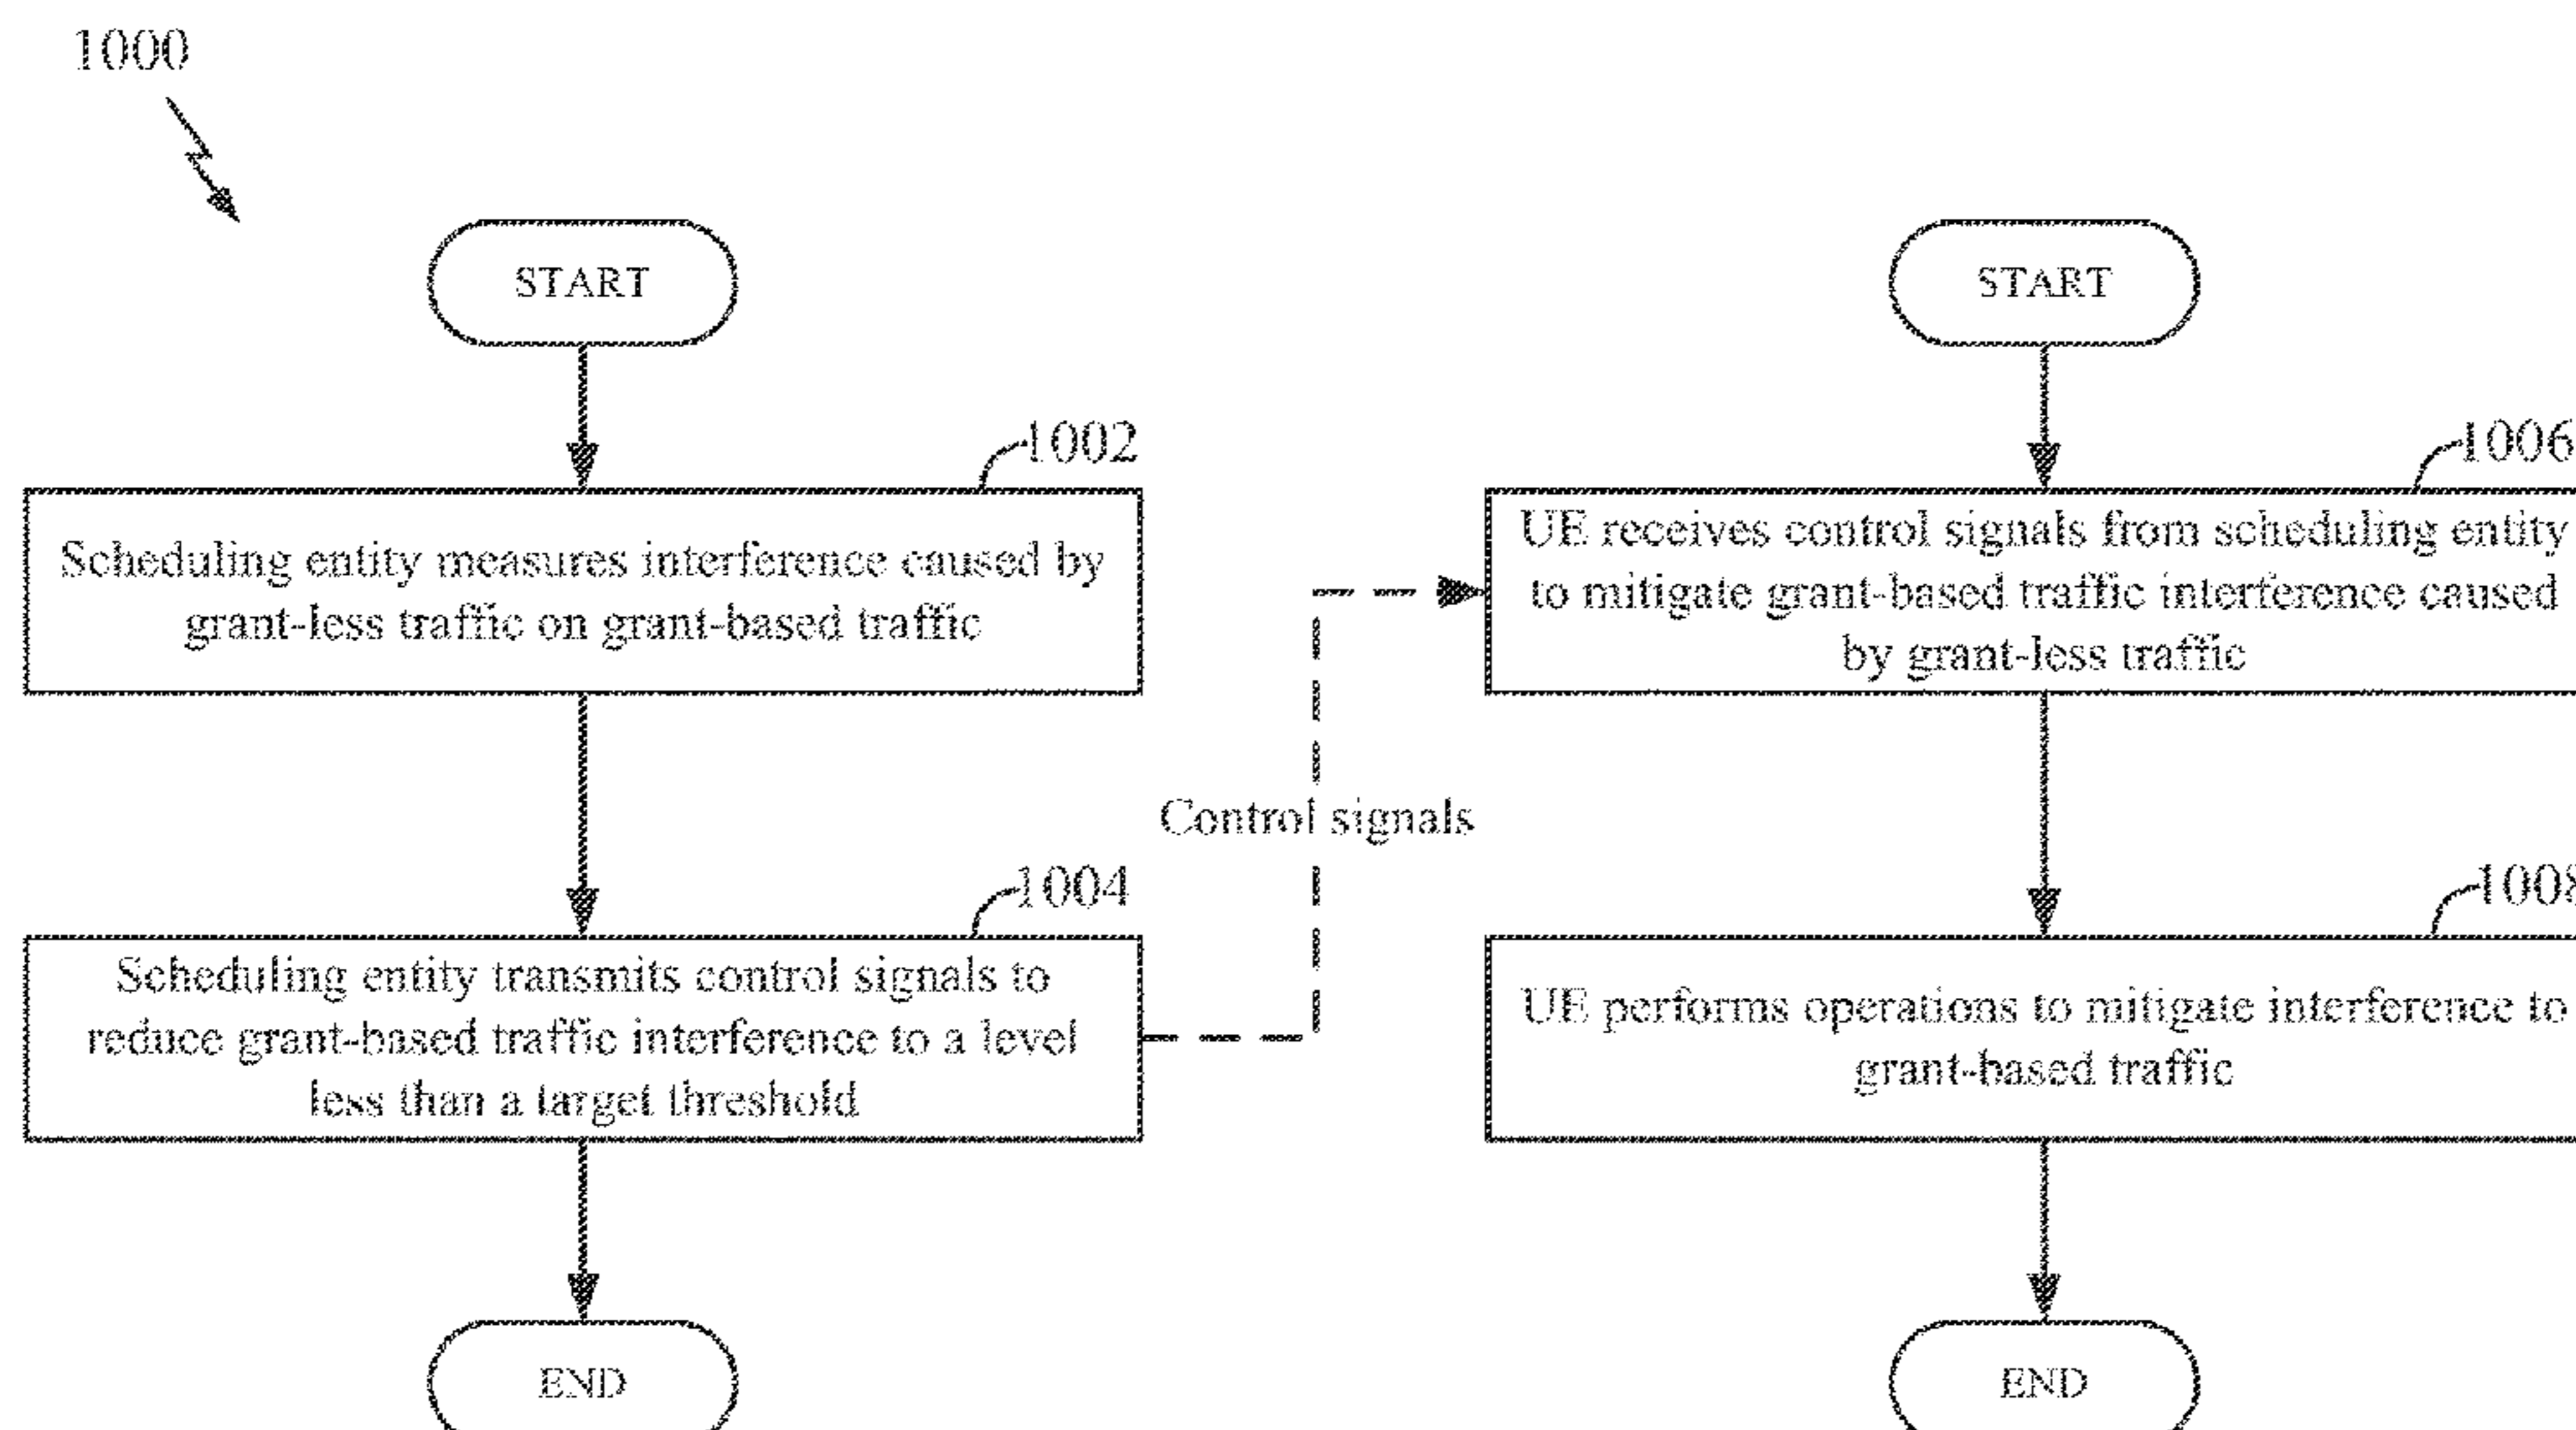 1000
START
1002
Scheduling entity measures interference caused by
grant-less traffic on grant-based traffic
1004
Scheduling entity transmits control signals to
reduce grant-based traffic interference to a level
less than a target threshold
END
Control signals
START
1006
UE receives control signals from scheduling entity
to mitigate grant-based traffic interference caused
by grant-less traffic
1008
UE performs operations to mitigate interference to
grant-based traffic
END